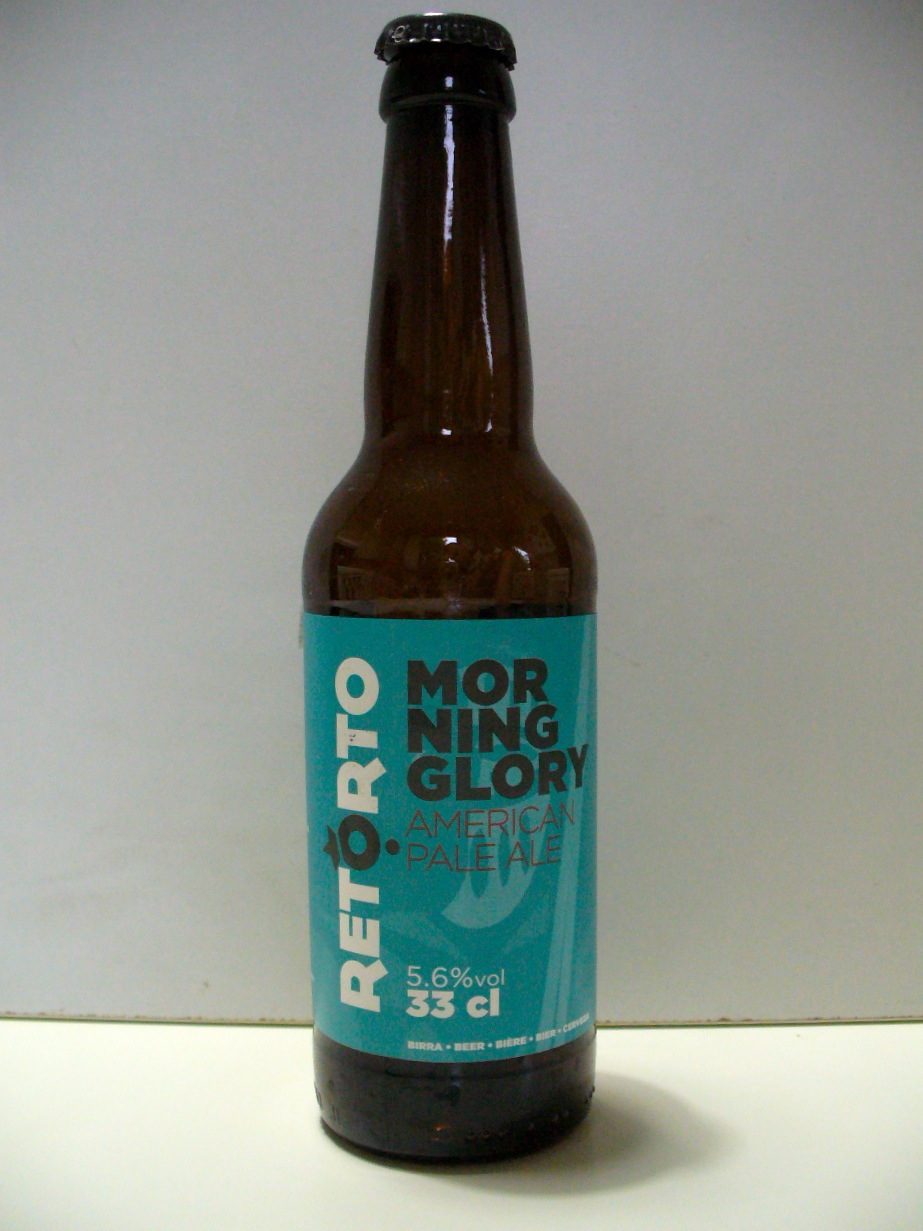 RETORTO
MOR
NING
GLORY
AMERICAN
PALE ALE
5.6%vol
33 cl
BIRRA • BEER • BIÈRE • BIER • CERVEZA